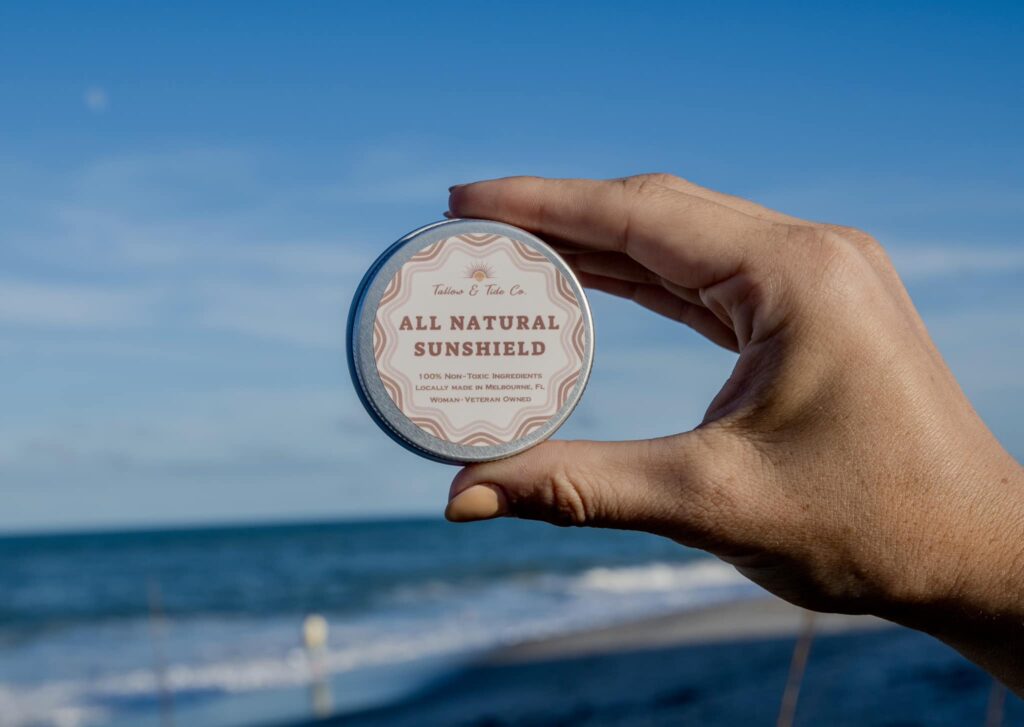 Tallow & Tide Co.
ALL NATURAL
SUNSHIELD
100% Non-Toxic Ingredients
Locally made in Melbourne, FL
Woman-Veteran Owned